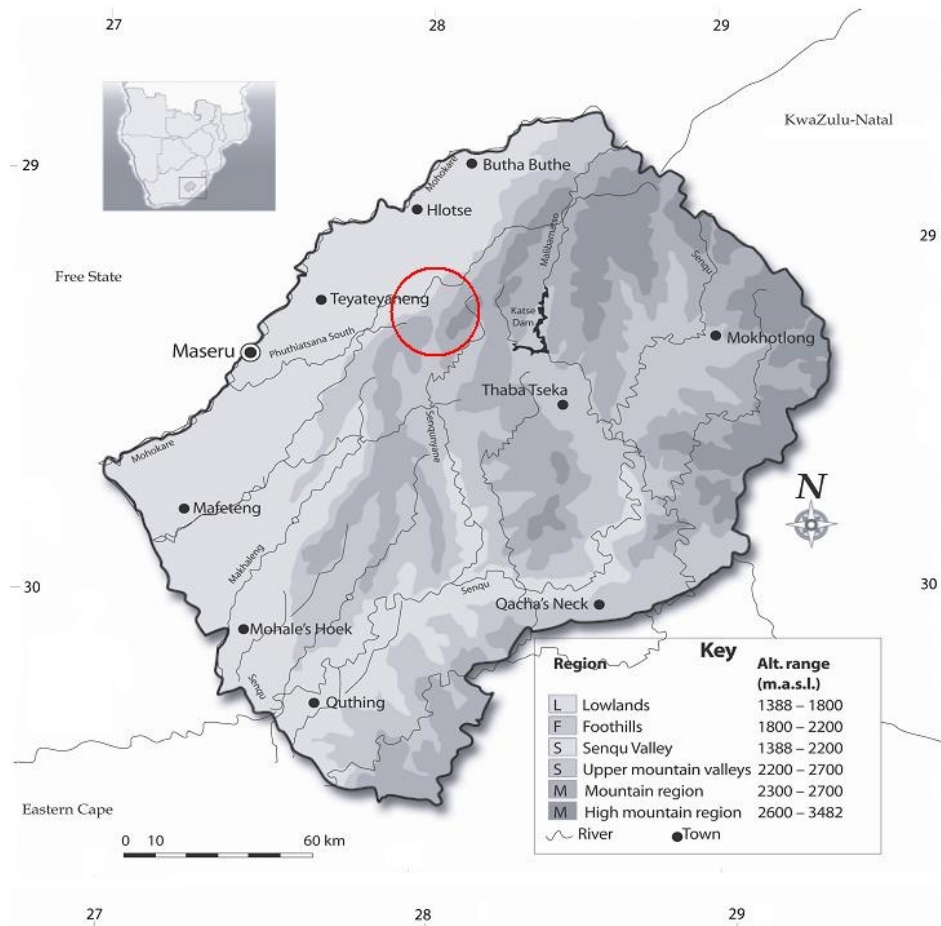 27
28
29
KwaZulu-Natal
29
Butha Buthe
Mohokare
Hlotse
29
Malibamatso
Senqu
Free State
Teyateyaneng
Katse
Dam
Phuthiatsana South
Mokhotlong
Maseru
Thaba Tseka
Senqunyane
Mohokare
N
Mafeteng
Makhaleng
30
30
Senqu
Qacha's Neck
Mohale's Hoek
Senqu
Quthing
Key
Region Alt. range
(m.a.s.l.)
L Lowlands 1388 – 1800
F Foothills 1800 – 2200
S Senqu Valley 1388 – 2200
S Upper mountain valleys 2200 – 2700
M Mountain region 2300 – 2700
M High mountain region 2600 – 3482
River Town
Eastern Cape
0 10 60 km
27
28
29